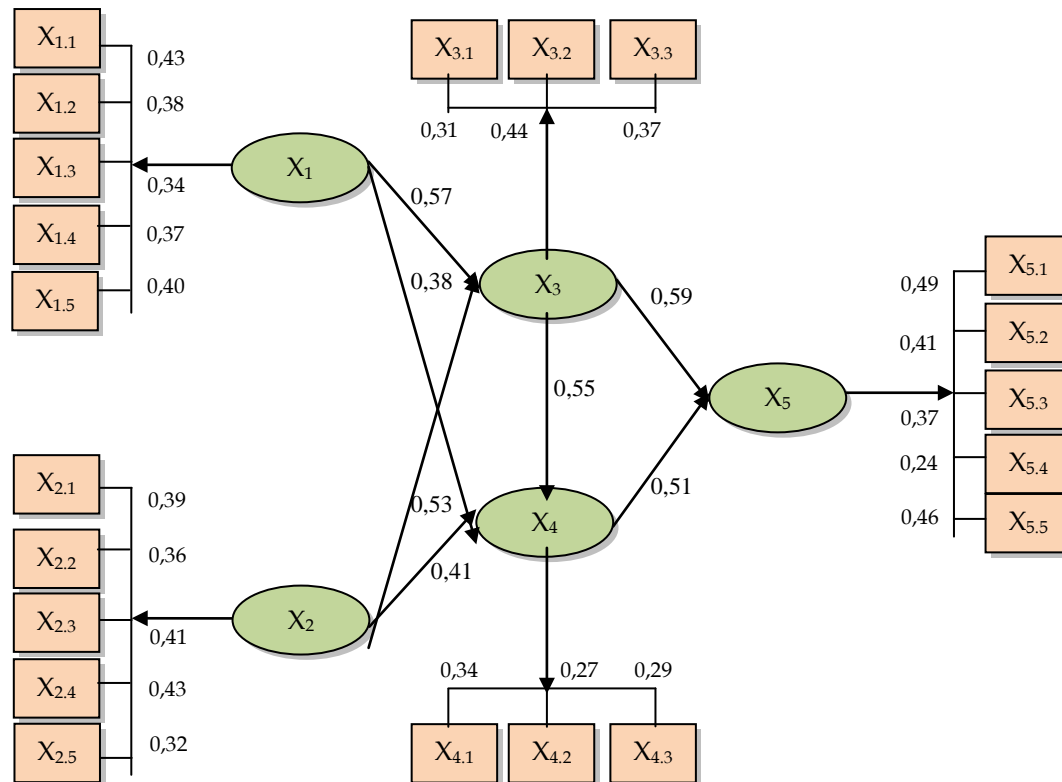 X1.1
0,43
X1.2
0,38
X1.3
0,34
X1.4
0,37
X1.5
0,40
X1
X3.1
X3.2
X3.3
0,31
0,44
0,37
0,57
0,38
X3
0,59
0,55
X5
0,49
X5.1
0,41
X5.2
0,37
X5.3
0,24
X5.4
0,46
X5.5
X2.1
0,39
X2.2
0,36
X2.3
0,41
X2.4
0,43
X2.5
0,32
X2
0,53
0,41
X4
0,51
0,34
0,27
0,29
X4.1
X4.2
X4.3